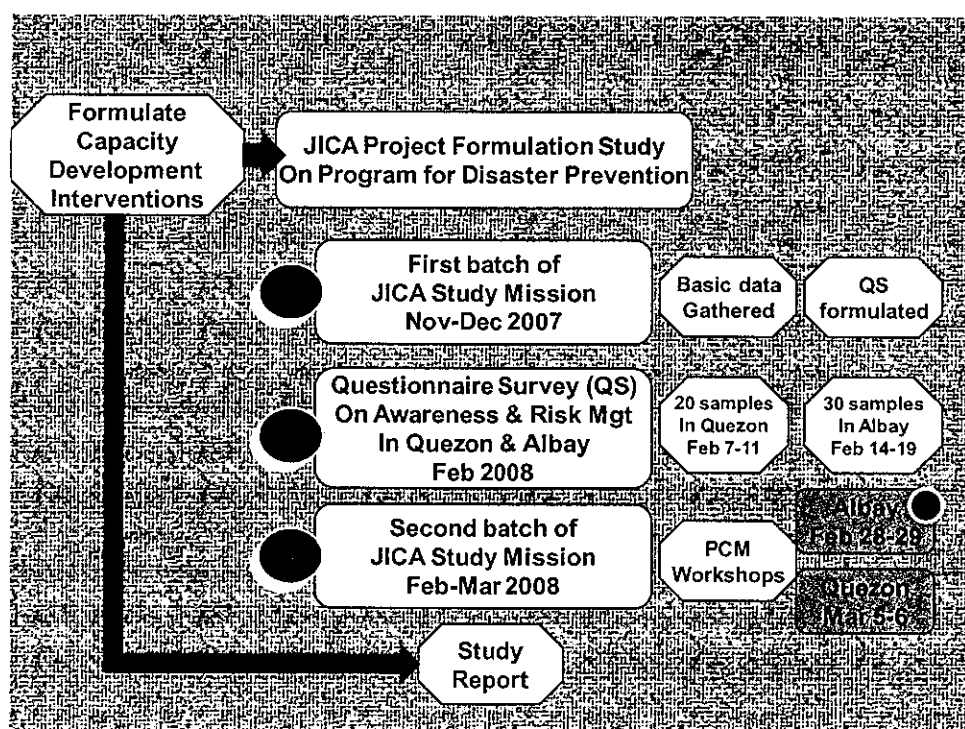 Formulate
Capacity
Development
Interventions
JICA Project Formulation Study
On Program for Disaster Prevention
First batch of
JICA Study Mission
Nov-Dec 2007
Basic data
Gathered
QS
formulated
Questionnaire Survey (QS)
On Awareness & Risk Mgt
In Quezon & Albay
Feb 2008
20 samples
In Quezon
Feb 7-11
30 samples
In Albay
Feb 14-19
Second batch of
JICA Study Mission
Feb-Mar 2008
PCM
Workshops
Albay
Feb 28-29
Quezon
Mar 5-6
Study
Report